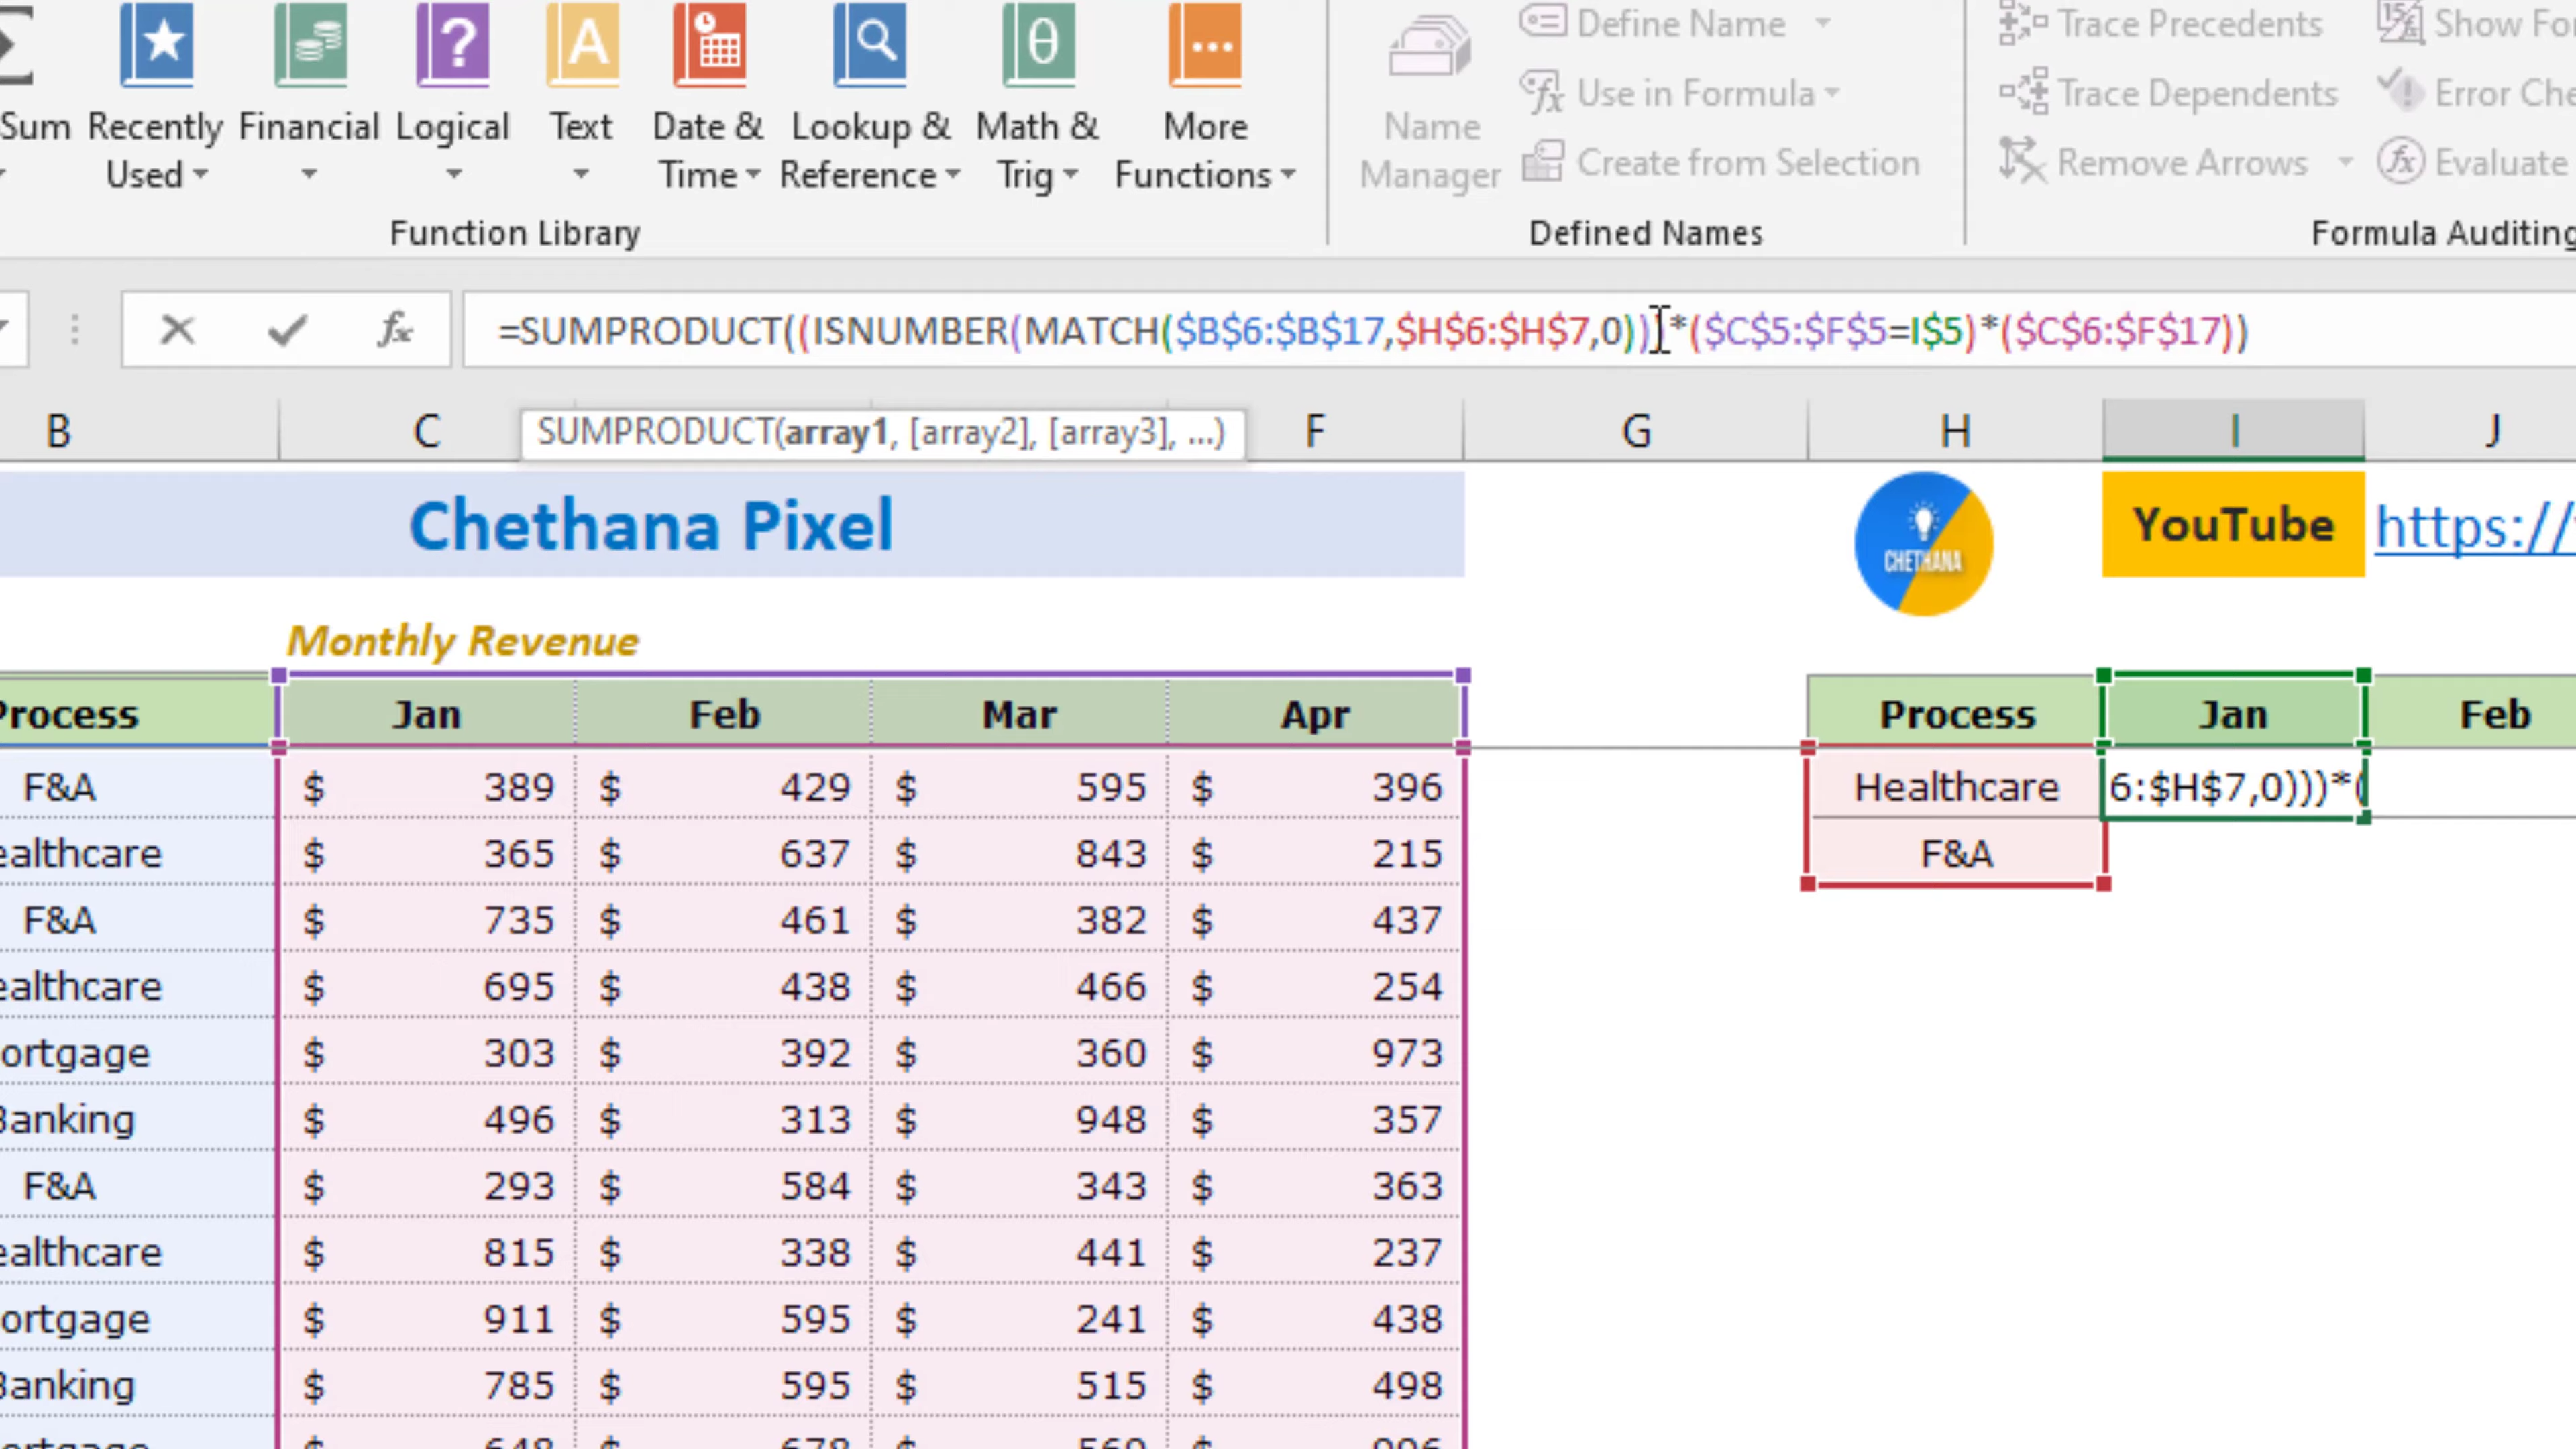 Sum Recently Used Financial Logical Text Date & Time Lookup & Reference Math & Trig More Functions
Function Library
Name Manager
Define Name
Use in Formula
Create from Selection
Defined Names
Trace Precedents
Trace Dependents
Remove Arrows
Show
Error
Evaluate
Formula Auditing
=SUMPRODUCT((ISNUMBER(MATCH($B$6:$B$17,$H$6:$H$7,0)))*($C$5:$F$5=I$5)*($C$6:$F$17))
SUMPRODUCT(array1, [array2], [array3], ...)
B C F G H I J
Chethana Pixel
CHETHANA
YouTube https://
Monthly Revenue
Process Jan Feb Mar Apr Process Jan Feb
F&A $ 389 $ 429 $ 595 $ 396 Healthcare 6:$H$7,0)))*(
ealthcare $ 365 $ 637 $ 843 $ 215 F&A
F&A $ 735 $ 461 $ 382 $ 437
ealthcare $ 695 $ 438 $ 466 $ 254
ortgage $ 303 $ 392 $ 360 $ 973
Banking $ 496 $ 313 $ 948 $ 357
F&A $ 293 $ 584 $ 343 $ 363
ealthcare $ 815 $ 338 $ 441 $ 237
ortgage $ 911 $ 595 $ 241 $ 438
Banking $ 785 $ 595 $ 515 $ 498